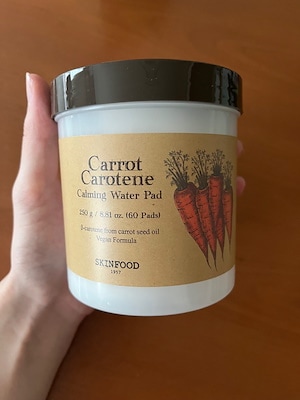 Carrot
Carotene
Calming Water Pad
250 g / 8.81 oz. (60 Pads)
β-carotene from carrot seed oil
Vegan Formula
SKINFOOD
1957